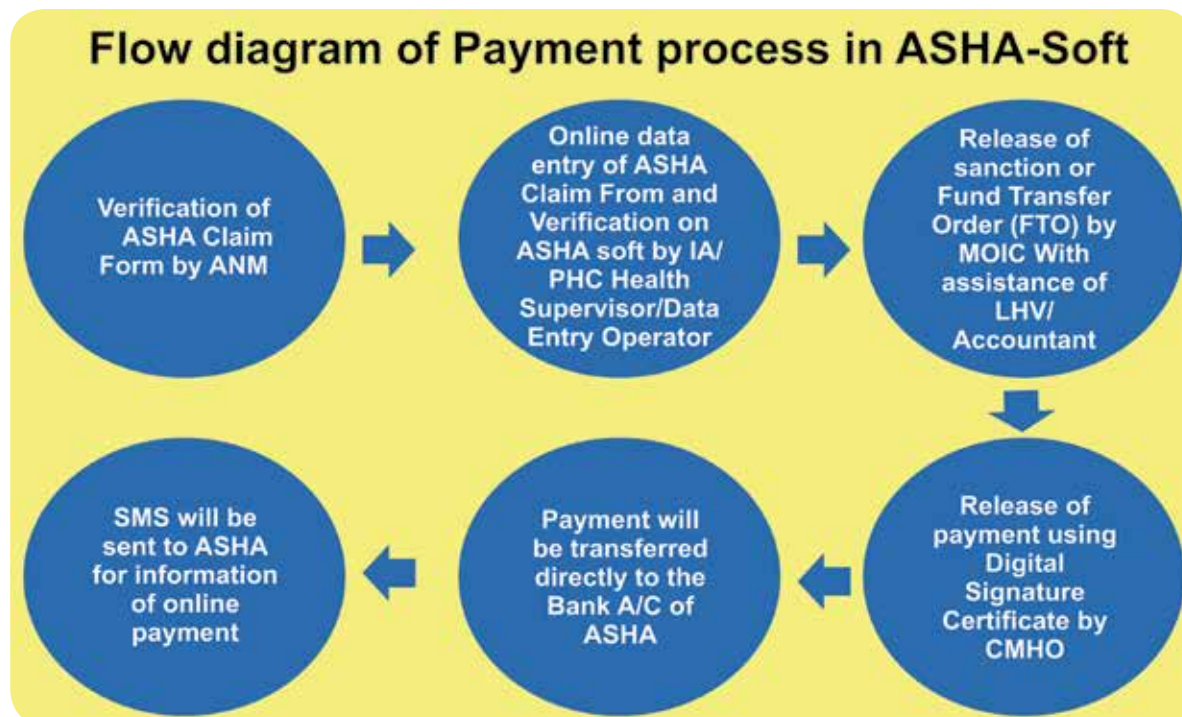 Flow diagram of Payment process in ASHA-Soft
Verification of
ASHA Claim
Form by ANM
Online data
entry of ASHA
Claim From and
Verification on
ASHA soft by IA/
PHC Health
Supervisor/Data
Entry Operator
Release of
sanction or
Fund Transfer
Order (FTO) by
MOIC With
assistance of
LHV/
Accountant
Release of
payment using
Digital
Signature
Certificate by
CMHO
Payment will
be transferred
directly to the
Bank A/C of
ASHA
SMS will be
sent to ASHA
for information
of online
payment